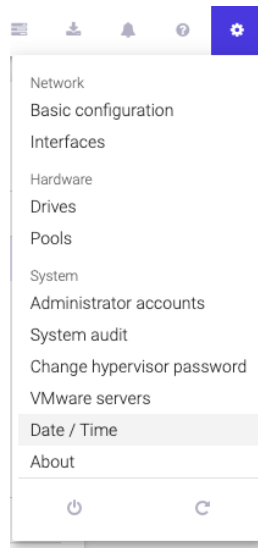 Network
Basic configuration
Interfaces
Hardware
Drives
Pools
System
Administrator accounts
System audit
Change hypervisor password
VMware servers
Date / Time
About